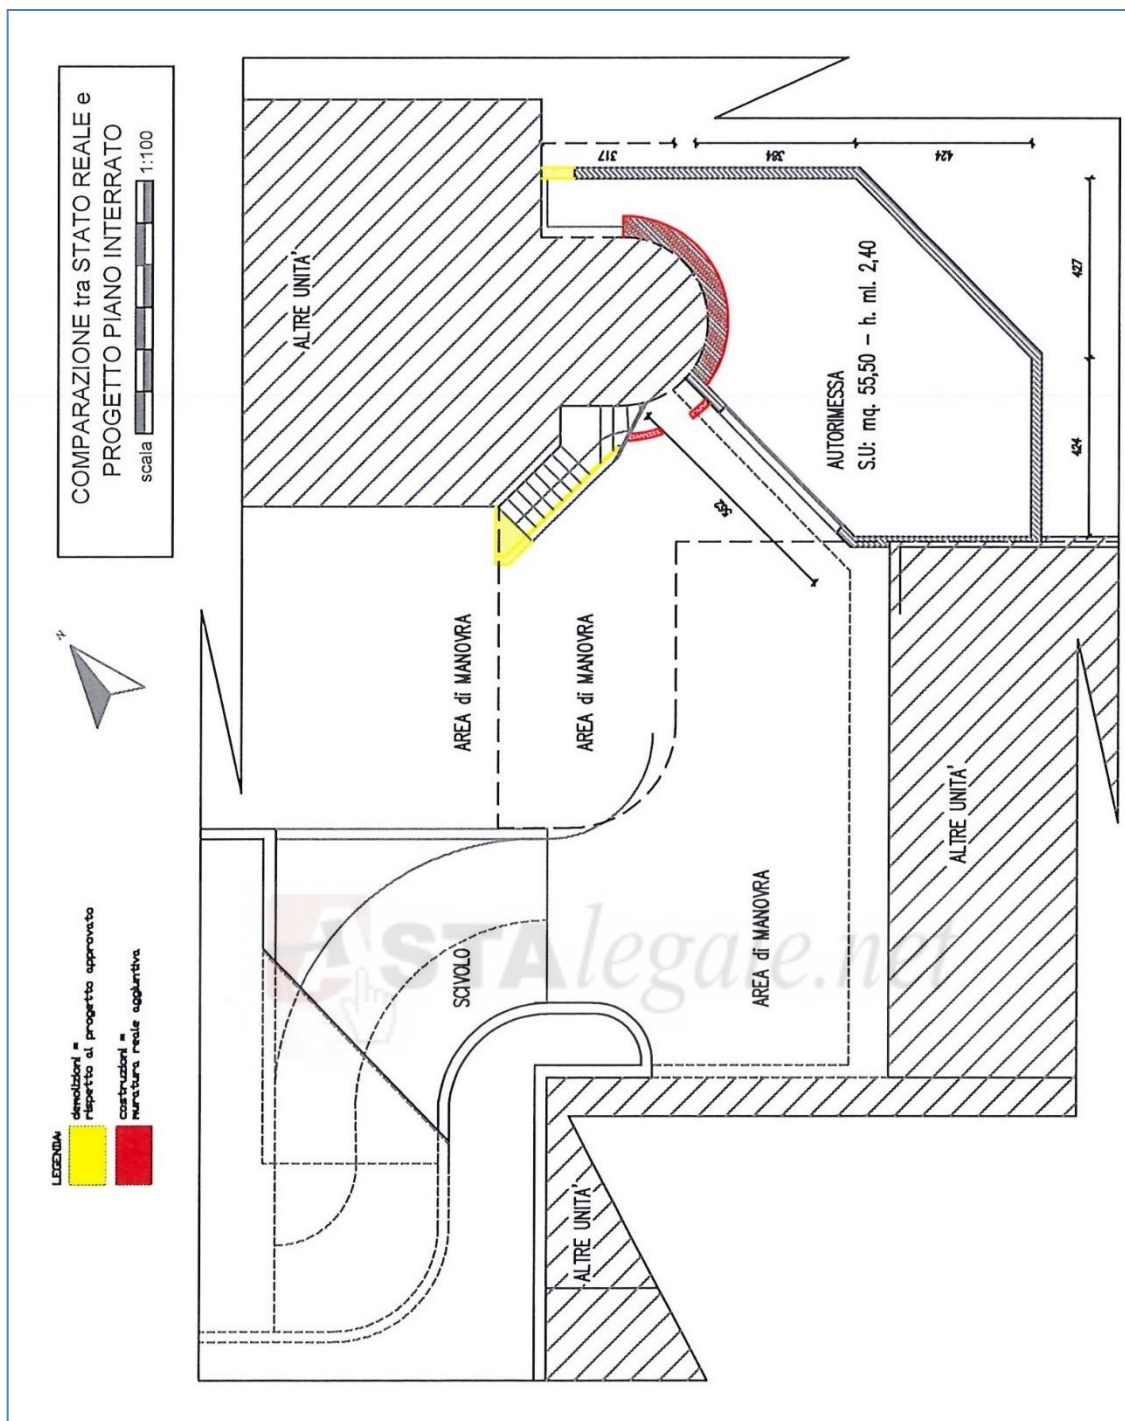 COMPARAZIONE tra STATO REALE e
PROGETTO PIANO INTERRATO
scala 1:100
N
LEGENDA:
demolizioni =
rispetto al progetto approvato
costruzioni =
muratura reale aggiuntiva
ALTRE UNITA'
317
384
424
427
424
562
AUTORIMESSA
S.U: mq. 55,50 - h. ml. 2,40
AREA di MANOVRA
AREA di MANOVRA
AREA di MANOVRA
SCIVOLO
ALTRE UNITA'
ALTRE UNITA'
ASTAlegale.net